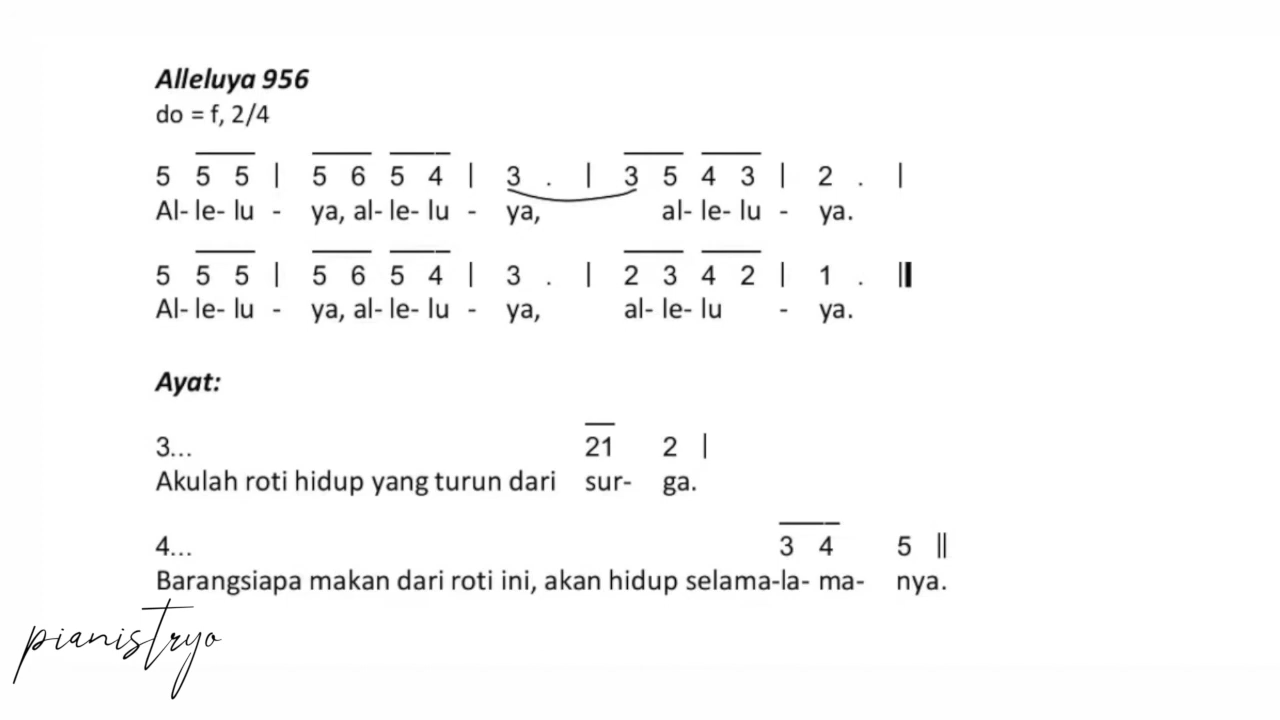 Alleluya 956
do = f, 2/4
5 5 5 | 5 6 5 4 | 3 . | 3 5 4 3 | 2 . |
Al- le- lu - ya, al- le- lu - ya, al- le- lu - ya.
5 5 5 | 5 6 5 4 | 3 . | 2 3 4 2 | 1 . ||
Al- le- lu - ya, al- le- lu - ya, al- le- lu - ya.
Ayat:
3... 21 2 |
Akulah roti hidup yang turun dari sur- ga.
4... 3 4 5 ||
Barangsiapa makan dari roti ini, akan hidup selama-la- ma- nya.
pianistryo